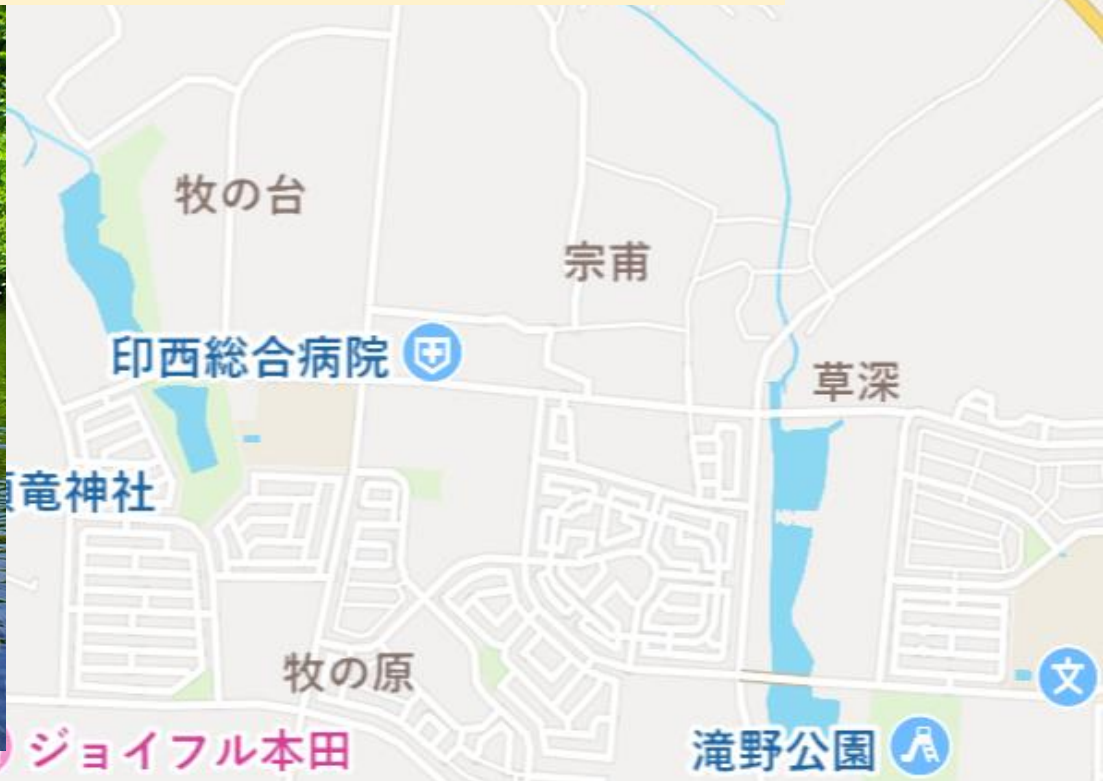 牧の台
宗甫
印西総合病院
草深
竜神社
牧の原
文
ジョイフル本田
滝野公園